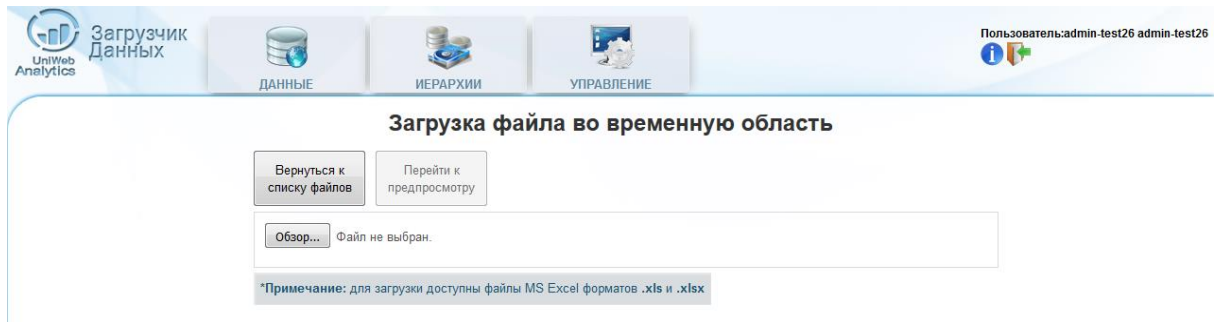 UniWeb
Analytics
Загрузчик
Данных
ДАННЫЕ
ИЕРАРХИИ
УПРАВЛЕНИЕ
Пользователь:admin-test26 admin-test26
Загрузка файла во временную область
Вернуться к
списку файлов
Перейти к
предпросмотру
Обзор... Файл не выбран.
*Примечание: для загрузки доступны файлы MS Excel форматов .xls и .xlsx